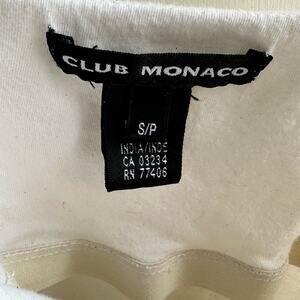 CLUB MONACO
S/P
INDIA/INDE
CA 03234
RN 77406